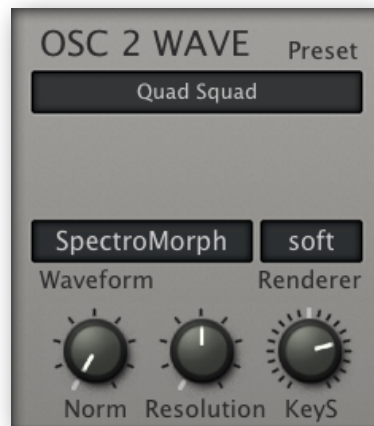 OSC 2 WAVE Preset
Quad Squad
SpectroMorph soft
Waveform Renderer
Norm Resolution KeyS